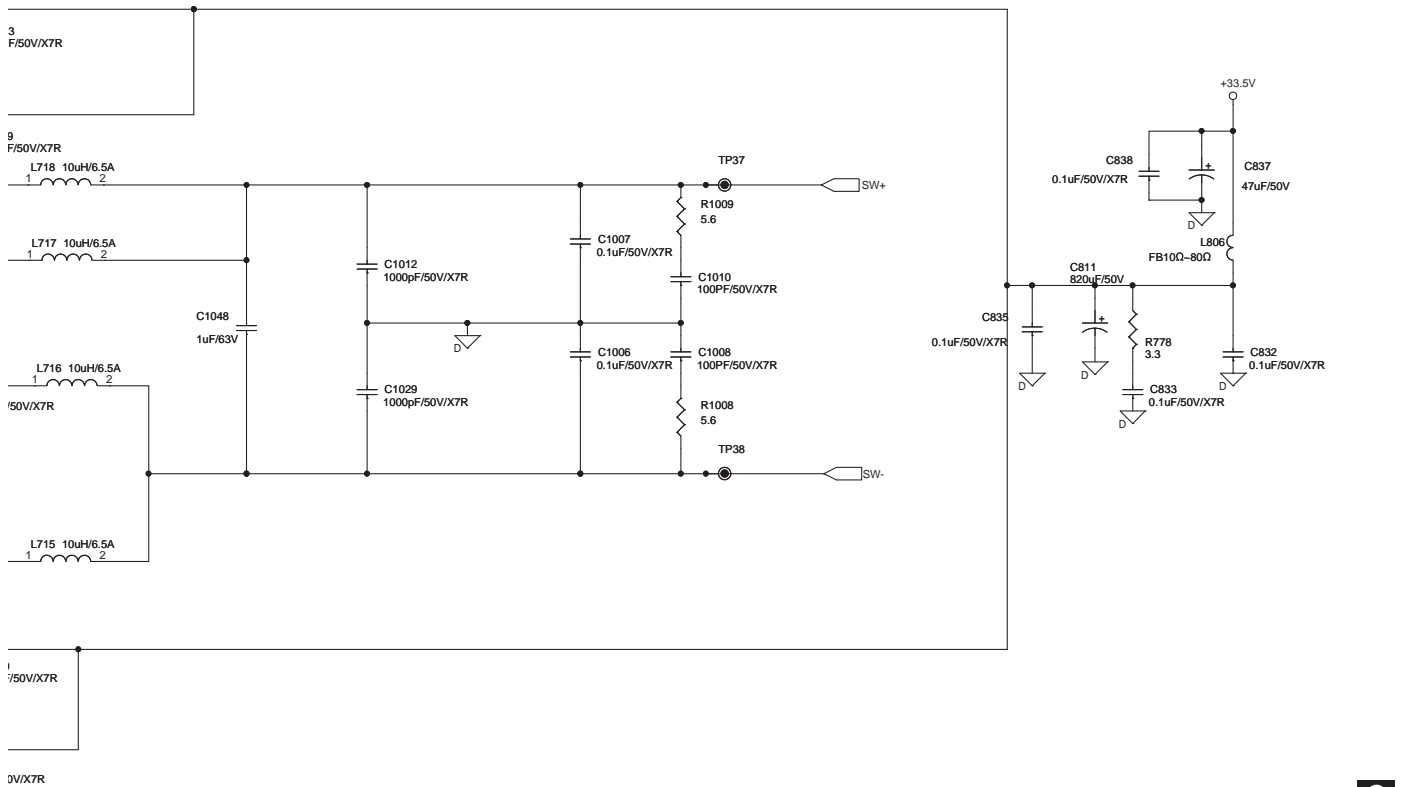 3
F/50V/X7R
9
F/50V/X7R
L718 10uH/6.5A
1 2
L717 10uH/6.5A
1 2
C1048
1uF/63V
L716 10uH/6.5A
1 2
/50V/X7R
L715 10uH/6.5A
1 2
F/50V/X7R
0V/X7R
C1012
1000pF/50V/X7R
D
C1029
1000pF/50V/X7R
C1007
0.1uF/50V/X7R
C1006
0.1uF/50V/X7R
TP37
SW+
R1009
5.6
C1010
100PF/50V/X7R
C1008
100PF/50V/X7R
R1008
5.6
TP38
SW-
+33.5V
C838
0.1uF/50V/X7R
+
C837
47uF/50V
D
L806
FB10Ω~80Ω
C811
820uF/50V
C835
0.1uF/50V/X7R
D
+
D
R778
3.3
C833
0.1uF/50V/X7R
D
C832
0.1uF/50V/X7R
D